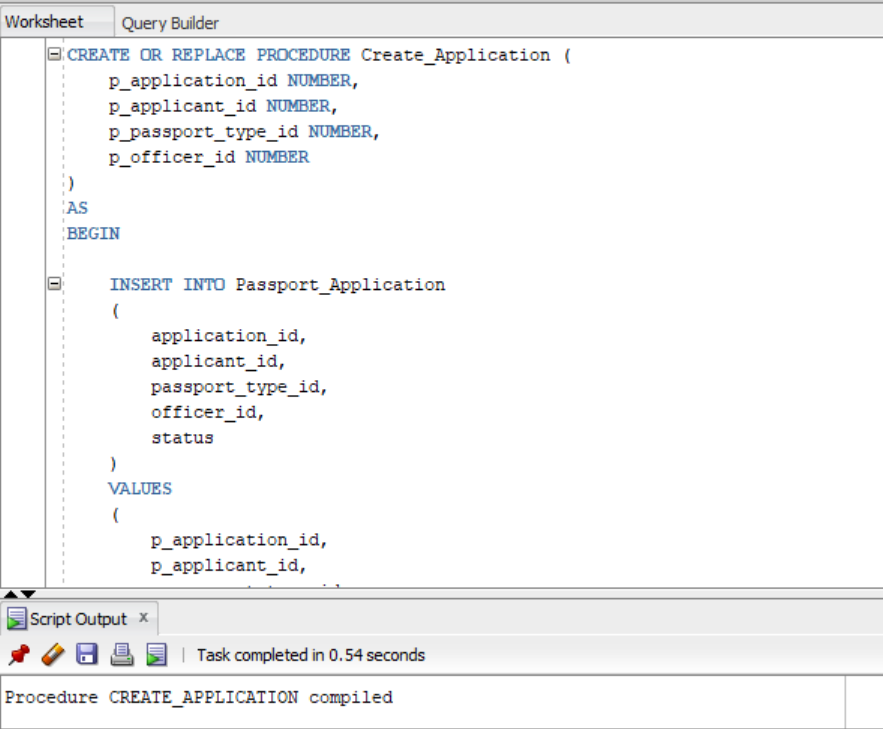 Worksheet Query Builder
CREATE OR REPLACE PROCEDURE Create_Application (
    p_application_id NUMBER,
    p_applicant_id NUMBER,
    p_passport_type_id NUMBER,
    p_officer_id NUMBER
)
AS
BEGIN
    INSERT INTO Passport_Application
    (
        application_id,
        applicant_id,
        passport_type_id,
        officer_id,
        status
    )
    VALUES
    (
        p_application_id,
        p_applicant_id,
Script Output x
Task completed in 0.54 seconds
Procedure CREATE_APPLICATION compiled